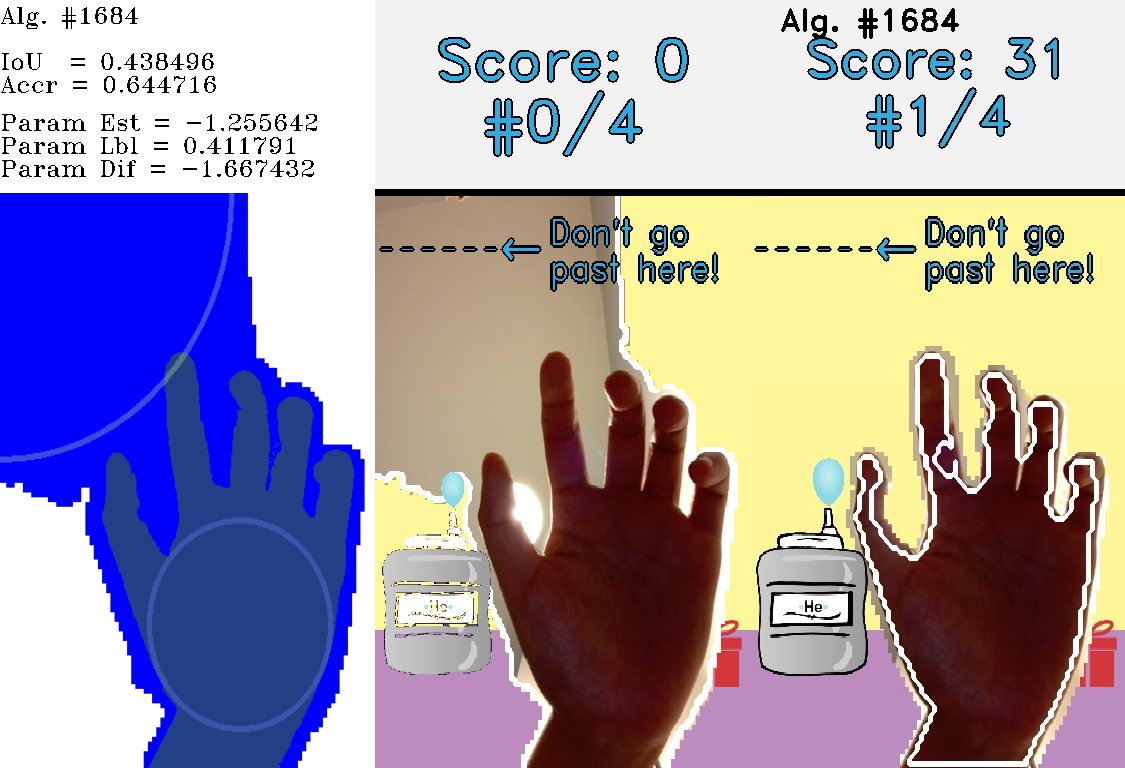 Alg. #1684
IoU = 0.438496
Accr = 0.644716
Param Est = −1.255642
Param Lbl = 0.411791
Param Dif = −1.667432
Score: 0
#0/4
Alg. #1684
Score: 31
#1/4
Don't go
past here!
Don't go
past here!
He
He